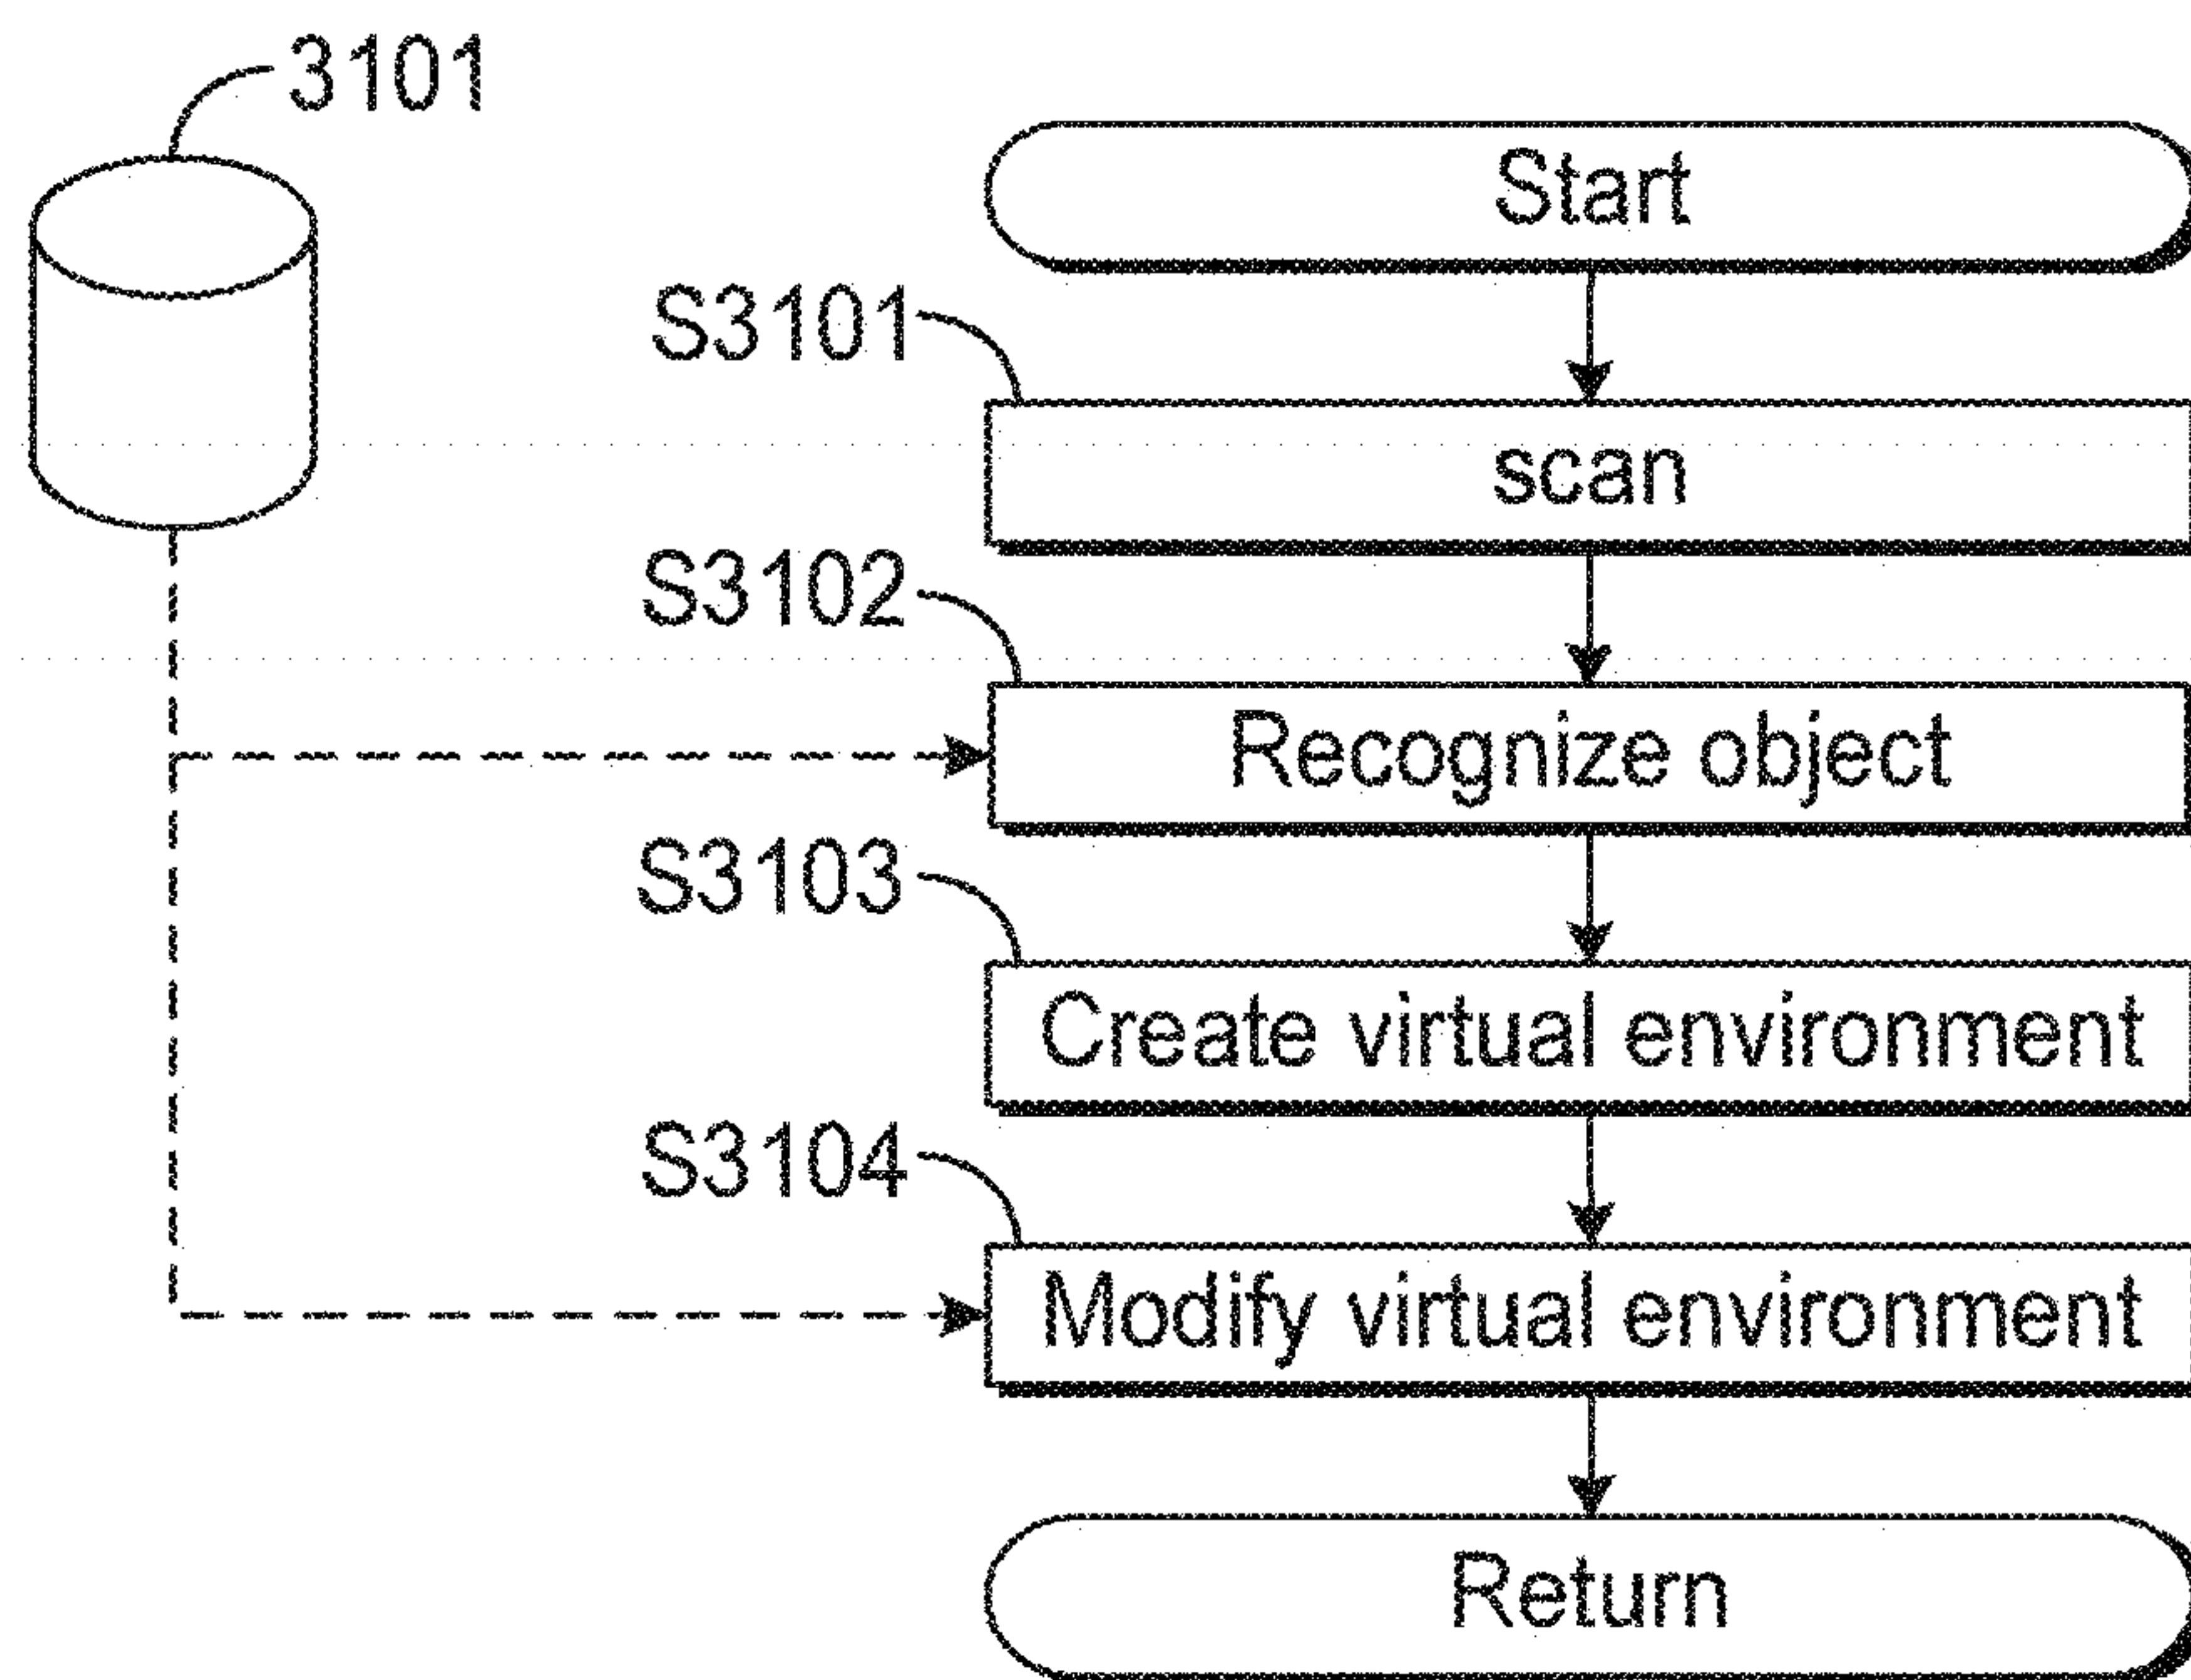 3101
Start
S3101
scan
S3102
Recognize object
S3103
Create virtual environment
S3104
Modify virtual environment
Return